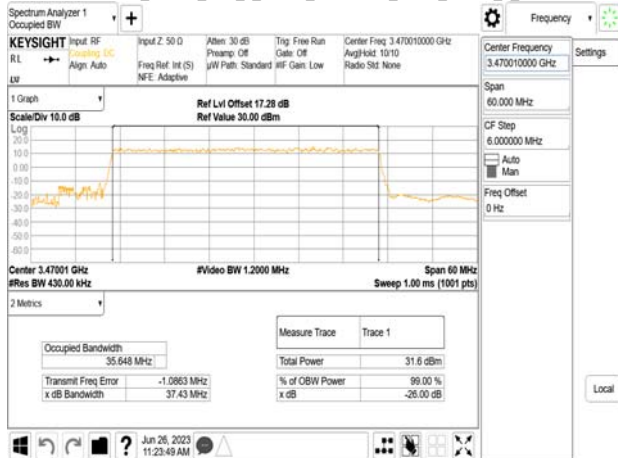 Spectrum Analyzer 1
Occupied BW
Frequency
KEYSIGHT
RL
LVI
Input: RF
Coupling: DC
Align: Auto
Input Z: 50 Ω
Freq Ref: Int (S)
NFE: Adaptive
Atten: 30 dB
Preamp: Off
µW Path: Standard
Trig: Free Run
Gate: Off
#IF Gain: Low
Center Freq: 3.470010000 GHz
Avg|Hold: 10/10
Radio Std: None
Center Frequency
3.470010000 GHz
Settings
Span
60.000 MHz
CF Step
6.000000 MHz
Auto
Man
Freq Offset
0 Hz
1 Graph
Scale/Div 10.0 dB
Ref Lvl Offset 17.28 dB
Ref Value 30.00 dBm
Log
20.0
10.0
0.00
-10.0
-20.0
-30.0
-40.0
-50.0
-60.0
Center 3.47001 GHz
#Video BW 1.2000 MHz
Span 60 MHz
#Res BW 430.00 kHz
Sweep 1.00 ms (1001 pts)
2 Metrics
Measure Trace Trace 1
Occupied Bandwidth
35.648 MHz
Total Power 31.6 dBm
Transmit Freq Error -1.0863 MHz
% of OBW Power 99.00 %
x dB Bandwidth 37.43 MHz
x dB -26.00 dB
Local
?
Jun 26, 2023
11:23:49 AM